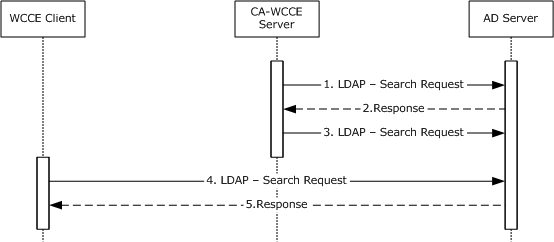 WCCE Client
CA-WCCE
Server
AD Server
1. LDAP – Search Request
2.Response
3. LDAP – Search Request
4. LDAP – Search Request
5.Response